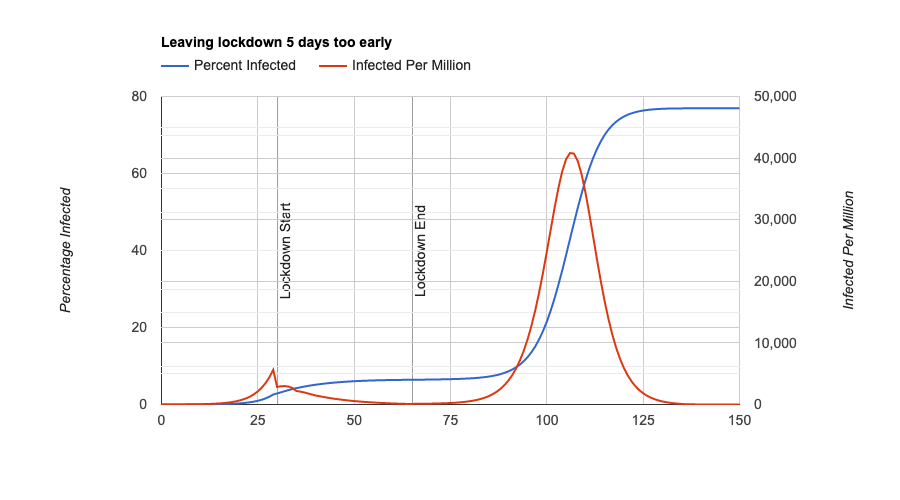 Leaving lockdown 5 days too early
Percent Infected
Infected Per Million
80
60
40
20
0
Percentage Infected
50,000
40,000
30,000
20,000
10,000
0
Infected Per Million
Lockdown Start
Lockdown End
0
25
50
75
100
125
150